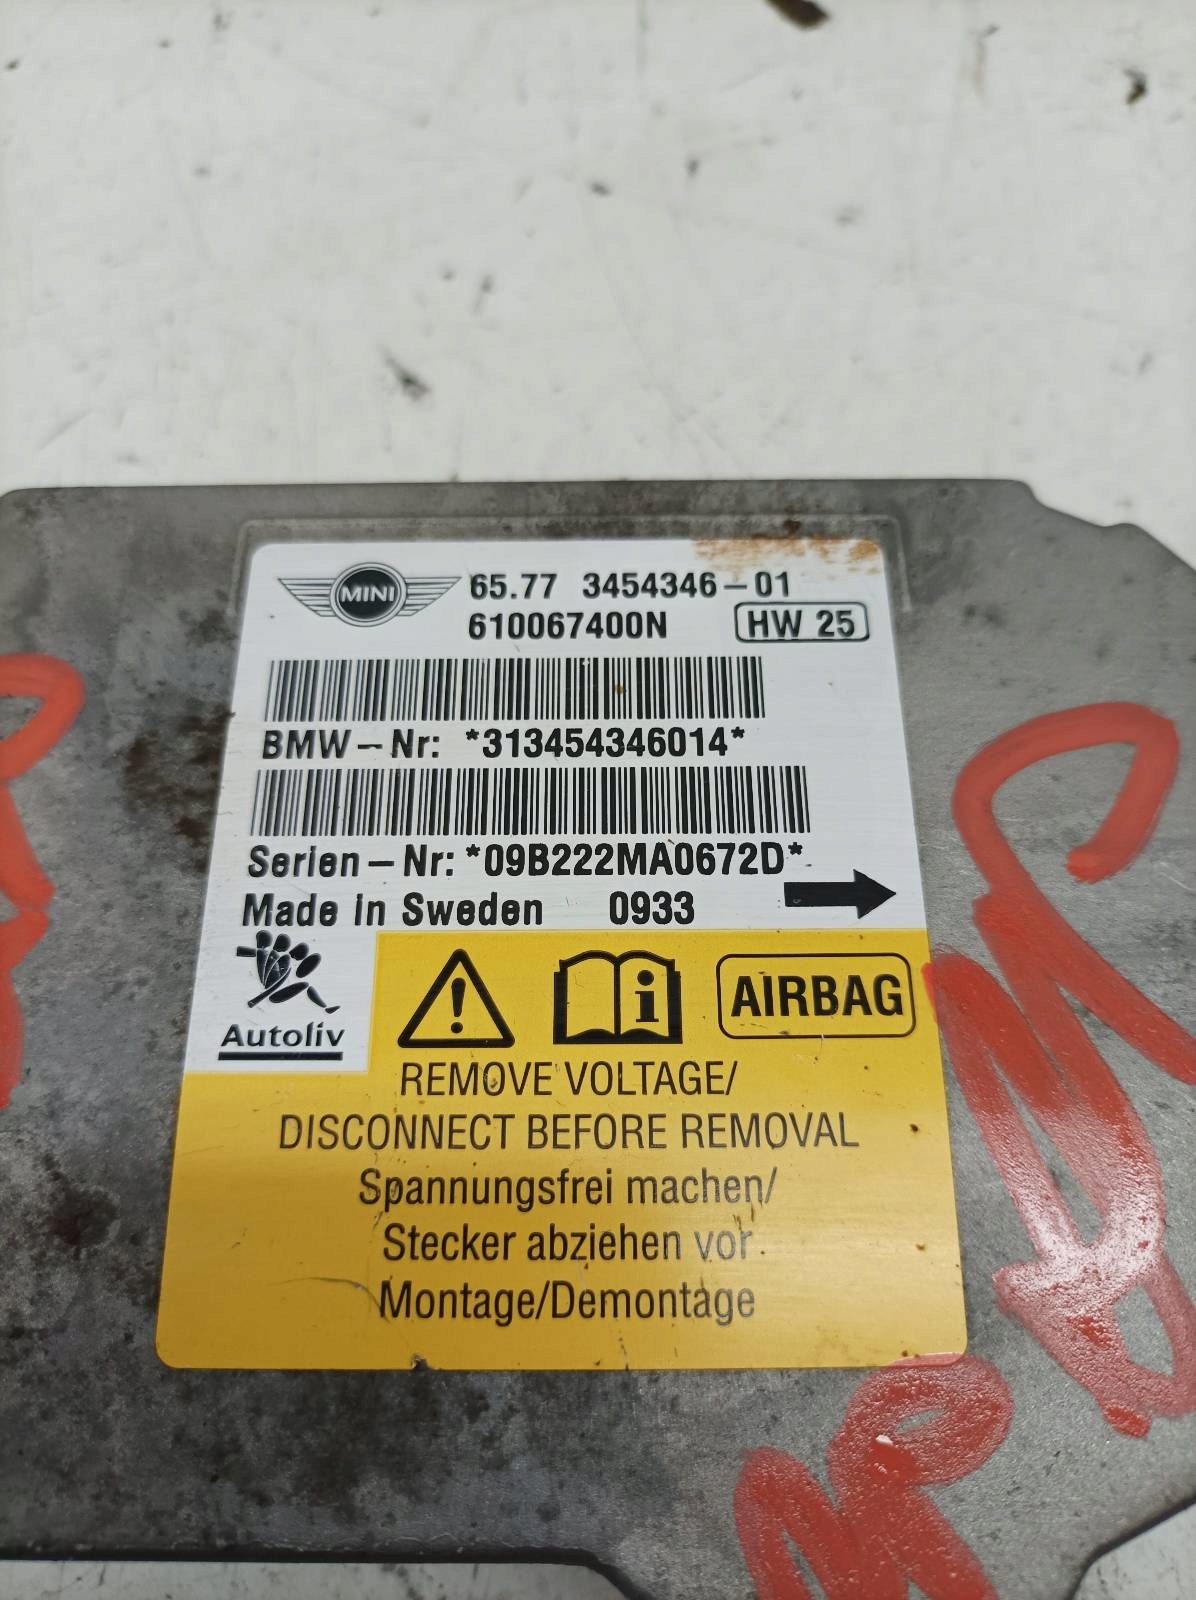 MINI
65.77 3454346-01
610067400N HW 25
BMW-Nr: *313454346014*
Serien-Nr: *09B222MA0672D*
Made in Sweden 0933
Autoliv
AIRBAG
REMOVE VOLTAGE/
DISCONNECT BEFORE REMOVAL
Spannungsfrei machen/
Stecker abziehen vor
Montage/Demontage